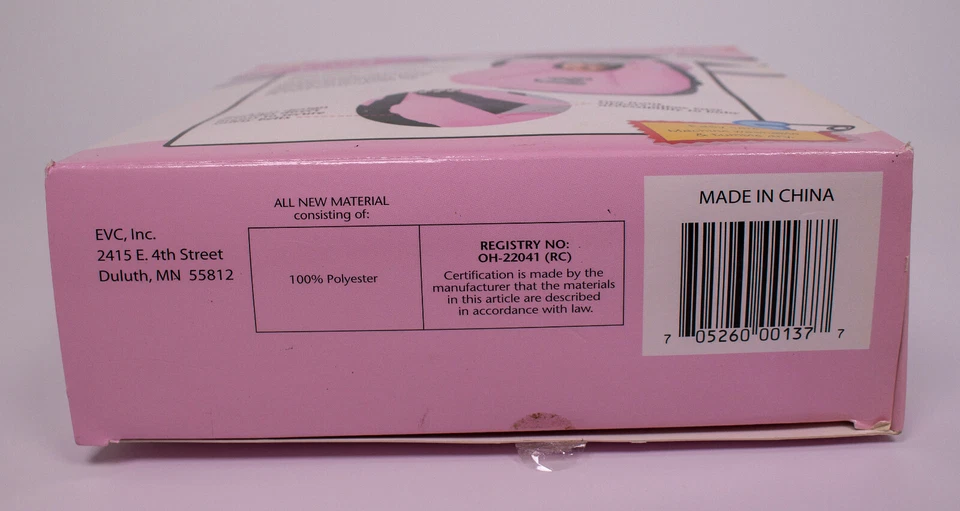 EVC, Inc.
2415 E. 4th Street
Duluth, MN 55812
ALL NEW MATERIAL
consisting of:
100% Polyester
REGISTRY NO:
OH-22041 (RC)
Certification is made by the
manufacturer that the materials
in this article are described
in accordance with law.
MADE IN CHINA
7 05260 00137 7